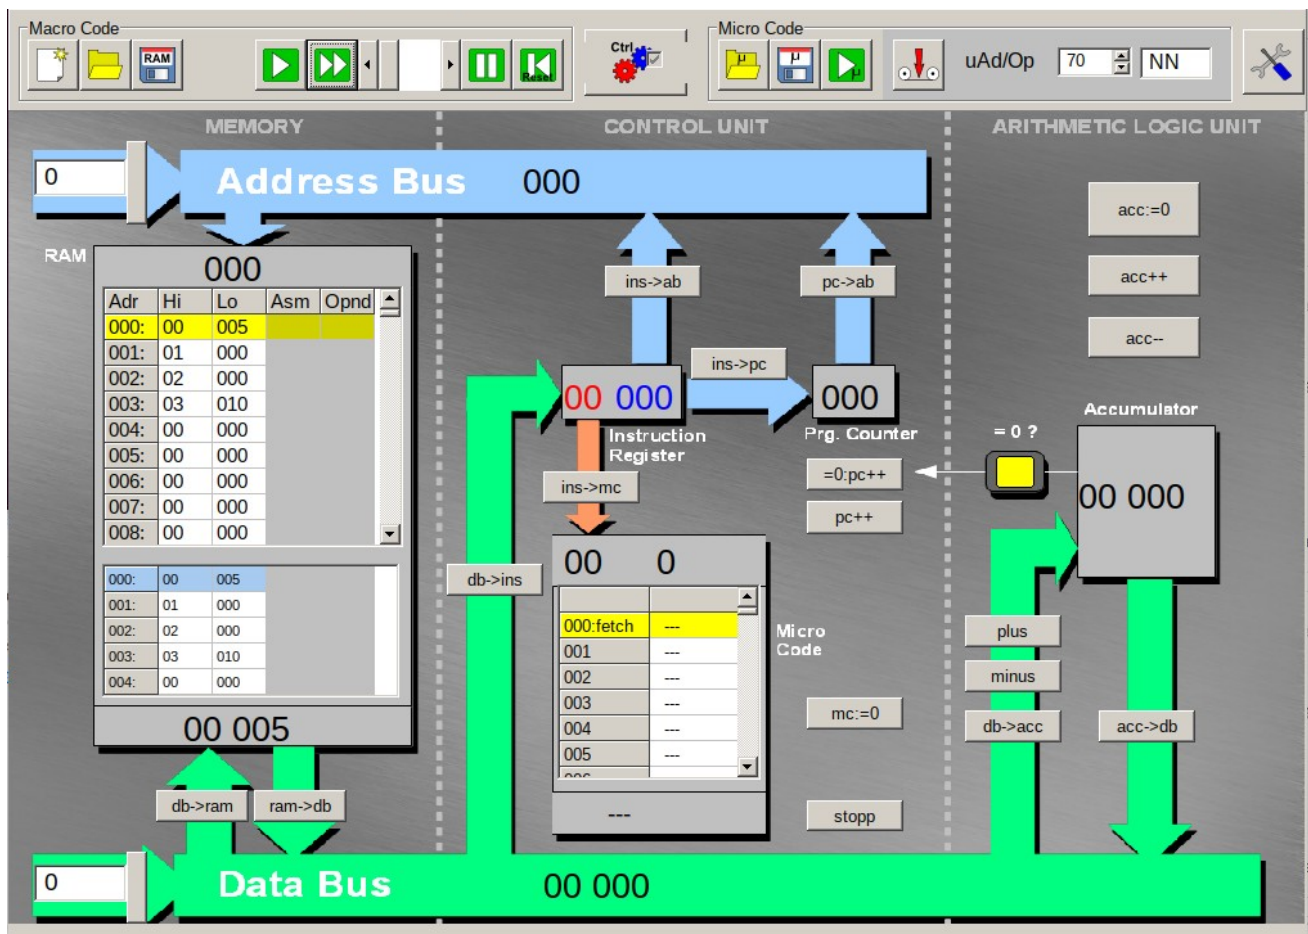 Macro Code
Micro Code
RAM
Reset
Ctrl
µ
µ
µ
uAd/Op
70
NN
MEMORY
CONTROL UNIT
ARITHMETIC LOGIC UNIT
0
Address Bus
000
RAM
000
Adr Hi Lo Asm Opnd
000: 00 005
001: 01 000
002: 02 000
003: 03 010
004: 00 000
005: 00 000
006: 00 000
007: 00 000
008: 00 000
000: 00 005
001: 01 000
002: 02 000
003: 03 010
004: 00 000
00 005
db->ram
ram->db
ins->ab
pc->ab
ins->pc
00 000
000
Instruction
Register
Prg. Counter
ins->mc
=0:pc++
pc++
db->ins
00 0
000:fetch ---
001 ---
002 ---
003 ---
004 ---
005 ---
---
Micro
Code
mc:=0
stopp
acc:=0
acc++
acc--
Accumulator
= 0 ?
00 000
plus
minus
db->acc
acc->db
0
Data Bus
00 000